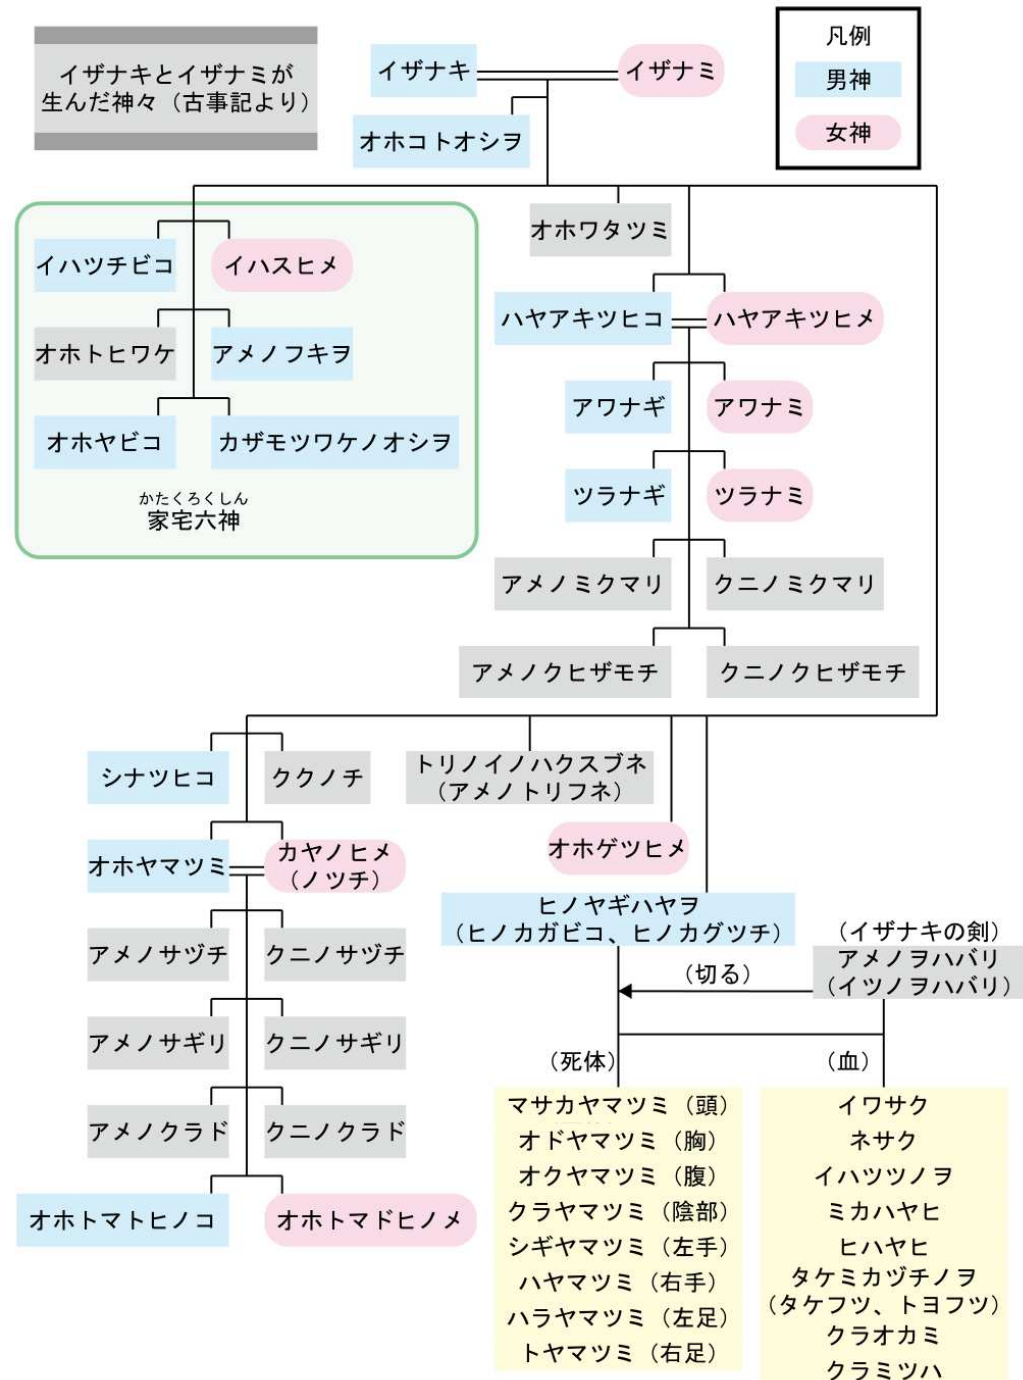 イザナキとイザナミが
生んだ神々（古事記より）
イザナキ
イザナミ
凡例
男神
女神
オホコトオシヲ
イハツチビコ
イハスヒメ
オホトヒワケ
アメノフキヲ
オホヤビコ
カザモツワケノオシヲ
かたくろくしん
家宅六神
オホワタツミ
ハヤアキツヒコ
ハヤアキツヒメ
アワナギ
アワナミ
ツラナギ
ツラナミ
アメノミクマリ
クニノミクマリ
アメノクヒザモチ
クニノクヒザモチ
シナツヒコ
ククノチ
オホヤマツミ
カヤノヒメ
（ノツチ）
アメノサヅチ
クニノサヅチ
アメノサギリ
クニノサギリ
アメノクラド
クニノクラド
オホトマトヒノコ
オホトマドヒノメ
トリノイノハクスブネ
（アメノトリフネ）
オホゲツヒメ
ヒノヤギハヤヲ
（ヒノカガビコ、ヒノカグツチ）
（イザナキの剣）
アメノヲハバリ
（イツノヲハバリ）
（切る）
（死体）
（血）
マサカヤマツミ（頭）
オドヤマツミ（胸）
オクヤマツミ（腹）
クラヤマツミ（陰部）
シギヤマツミ（左手）
ハヤマツミ（右手）
ハラヤマツミ（左足）
トヤマツミ（右足）
イワサク
ネサク
イハツツノヲ
ミカハヤヒ
ヒハヤヒ
タケミカヅチノヲ
（タケフツ、トヨフツ）
クラオカミ
クラミツハ